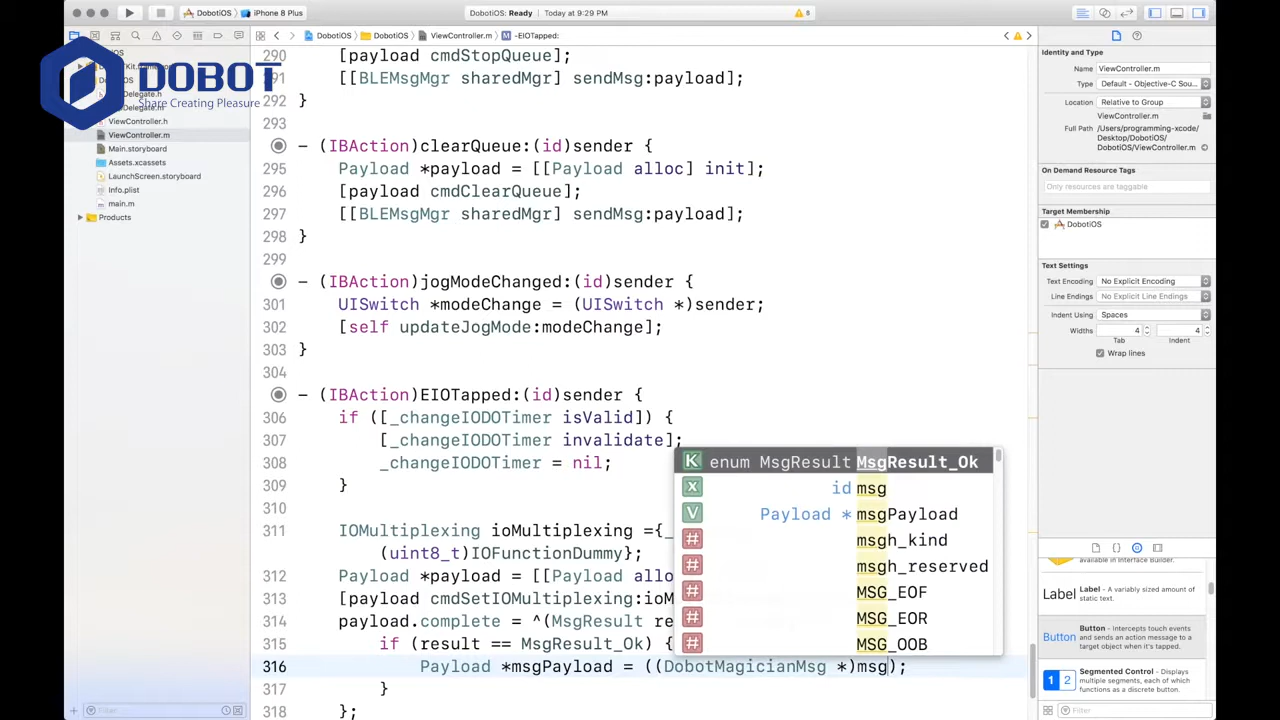 DobotiOS
iPhone 8 Plus
DobotiOS: Ready
Today at 9:29 PM
6
DobotiOS
DobotiOS
ViewController.m
-EIOTapped:
DOBOT
Share Creating Pleasure
ViewController.h
ViewController.m
Main.storyboard
Assets.xcassets
LaunchScreen.storyboard
Info.plist
main.m
Products
Filter
290 [payload cmdStopQueue];
291 [[BLEMsgMgr sharedMgr] sendMsg:payload];
292 }
293
– (IBAction)clearQueue:(id)sender {
295 Payload *payload = [[Payload alloc] init];
296 [payload cmdClearQueue];
297 [[BLEMsgMgr sharedMgr] sendMsg:payload];
298 }
299
– (IBAction)jogModeChanged:(id)sender {
301 UISwitch *modeChange = (UISwitch *)sender;
302 [self updateJogMode:modeChange];
303 }
304
– (IBAction)EIOTapped:(id)sender {
306 if ([_changeIODOTimer isValid]) {
307 [_changeIODOTimer invalidate];
308 _changeIODOTimer = nil;
309 }
310
311 IOMultiplexing ioMultiplexing ={_
(uint8_t)IOFunctionDummy};
312 Payload *payload = [[Payload allo
313 [payload cmdSetIOMultiplexing:ioM
314 payload.complete = ^(MsgResult re
315 if (result == MsgResult_Ok) {
316 Payload *msgPayload = ((DobotMagicianMsg *)msg);
317 }
318 };
K enum MsgResult MsgResult_Ok
X id msg
V Payload * msgPayload
# msgh_kind
# msgh_reserved
# MSG_EOF
# MSG_EOR
# MSG_OOB
Identity and Type
Name ViewController.m
Type Default - Objective-C Sou...
Location Relative to Group
ViewController.m
Full Path /Users/programming-xcode/
Desktop/DobotiOS/
DobotiOS/ViewController.m
On Demand Resource Tags
Only resources are taggable
Target Membership
DobotiOS
Text Settings
Text Encoding No Explicit Encoding
Line Endings No Explicit Line Endings
Indent Using Spaces
Widths 4 4
Tab Indent
Wrap lines
available in Interface Builder.
Label Label - A variably sized amount of
static text.
Button Button - Intercepts touch events
and sends an action message to a
target object when it's tapped.
1 2 Segmented Control - Displays
multiple segments, each of which
functions as a discrete button.
Filter